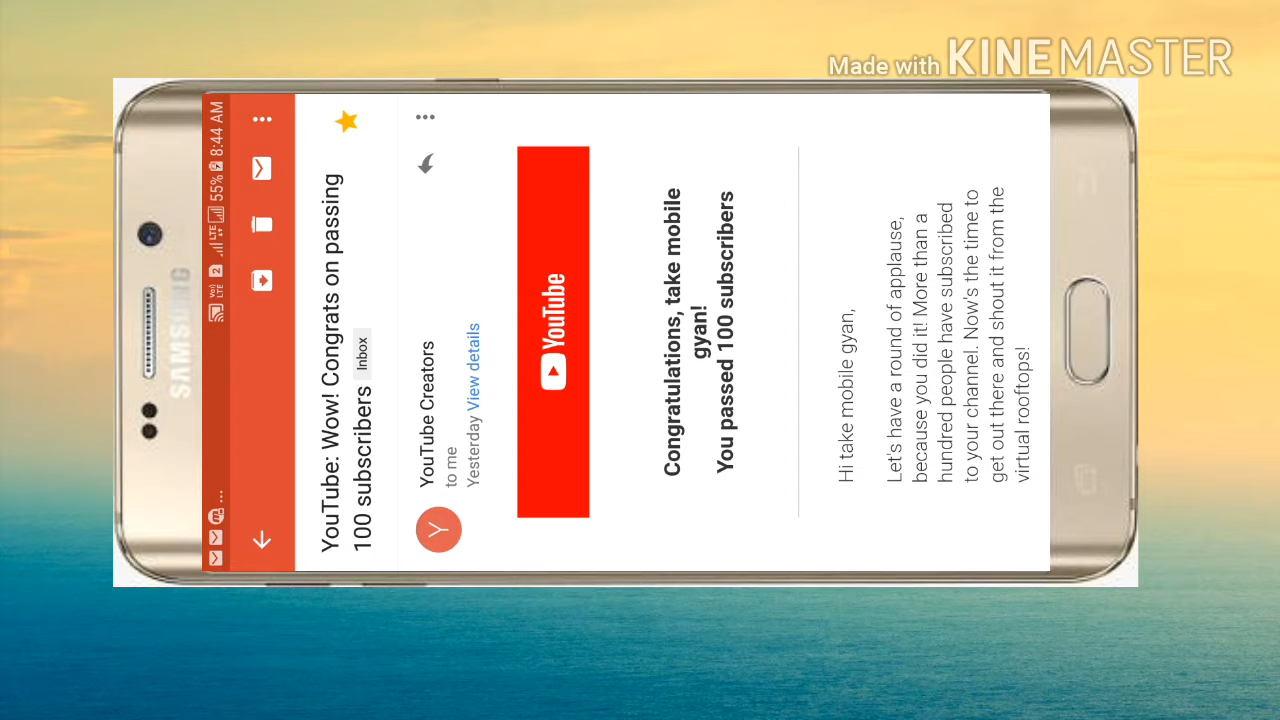 Made with KINEMASTER
SAMSUNG
VoLTE 2 LTE 55% 8:44 AM
YouTube: Wow! Congrats on passing
100 subscribers Inbox
Y
YouTube Creators
to me
Yesterday View details
YouTube
Congratulations, take mobile
gyan!
You passed 100 subscribers
Hi take mobile gyan,
Let's have a round of applause,
because you did it! More than a
hundred people have subscribed
to your channel. Now's the time to
get out there and shout it from the
virtual rooftops!